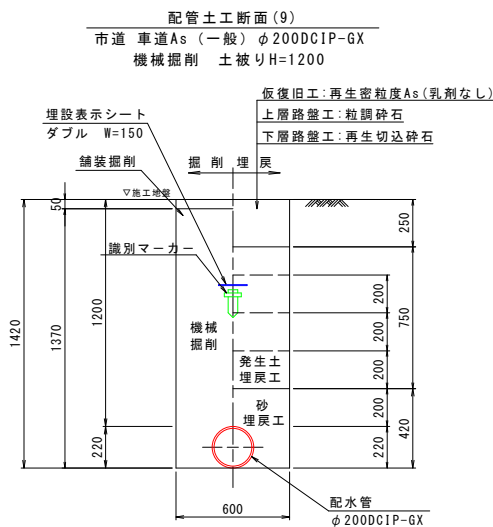 配管土工断面(9)
市道 車道As (一般) φ200DCIP-GX
機械掘削 土被りH=1200
仮復旧工:再生密粒度As(乳剤なし)
上層路盤工:粒調砕石
下層路盤工:再生切込砕石
埋設表示シート
ダブル W=150
掘 削 埋 戻
舗装掘削
▽施工地盤
50
250
識別マーカー
200
1200
750
機械
掘削
200
1420
1370
発生土
埋戻工
200
砂
埋戻工
200
420
220
220
600
配水管
φ200DCIP-GX